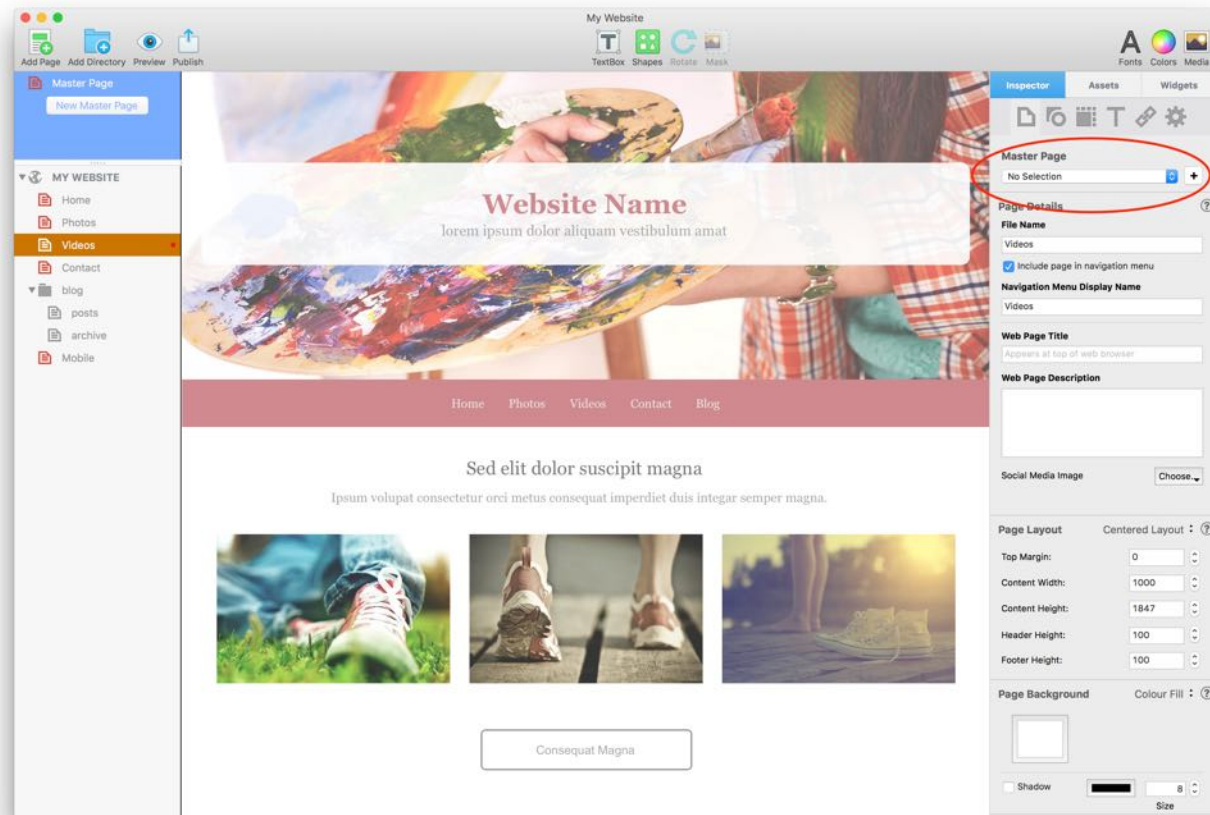 My Website
Add Page Add Directory Preview Publish
TextBox Shapes Rotate Mask
Fonts Colors Media
Master Page
New Master Page
MY WEBSITE
Home
Photos
Videos
Contact
blog
posts
archive
Mobile
Website Name
lorem ipsum dolor aliquam vestibulum amat
Home Photos Videos Contact Blog
Sed elit dolor suscipit magna
Ipsum volupat consectetur orci metus consequat imperdiet duis integar semper magna.
Consequat Magna
Inspector Assets Widgets
Master Page
No Selection
Page Details
File Name
Videos
Include page in navigation menu
Navigation Menu Display Name
Videos
Web Page Title
Appears at top of web browser
Web Page Description
Social Media Image Choose...
Page Layout Centered Layout
Top Margin: 0
Content Width: 1000
Content Height: 1847
Header Height: 100
Footer Height: 100
Page Background Colour Fill
Shadow 8
Size